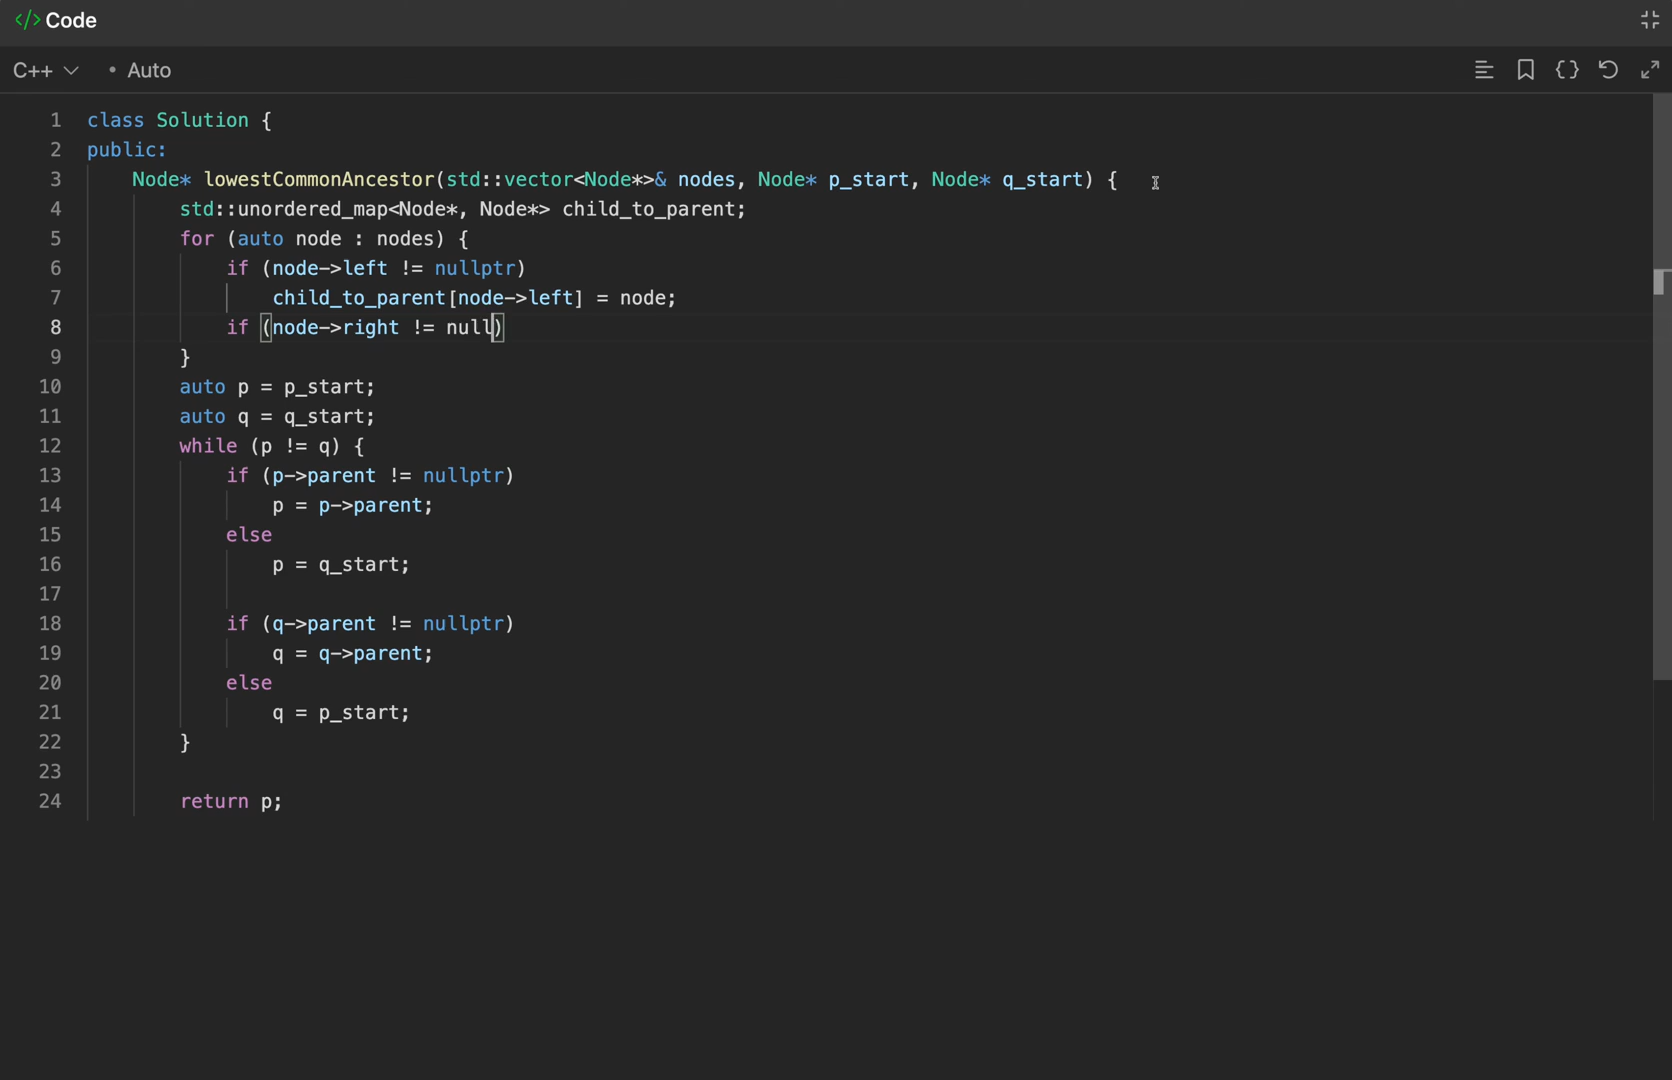 </> Code
C++ • Auto
1 class Solution {
2 public:
3 Node* lowestCommonAncestor(std::vector<Node*>& nodes, Node* p_start, Node* q_start) {
4 std::unordered_map<Node*, Node*> child_to_parent;
5 for (auto node : nodes) {
6 if (node->left != nullptr)
7 child_to_parent[node->left] = node;
8 if (node->right != null)
9 }
10 auto p = p_start;
11 auto q = q_start;
12 while (p != q) {
13 if (p->parent != nullptr)
14 p = p->parent;
15 else
16 p = q_start;
17
18 if (q->parent != nullptr)
19 q = q->parent;
20 else
21 q = p_start;
22 }
23
24 return p;